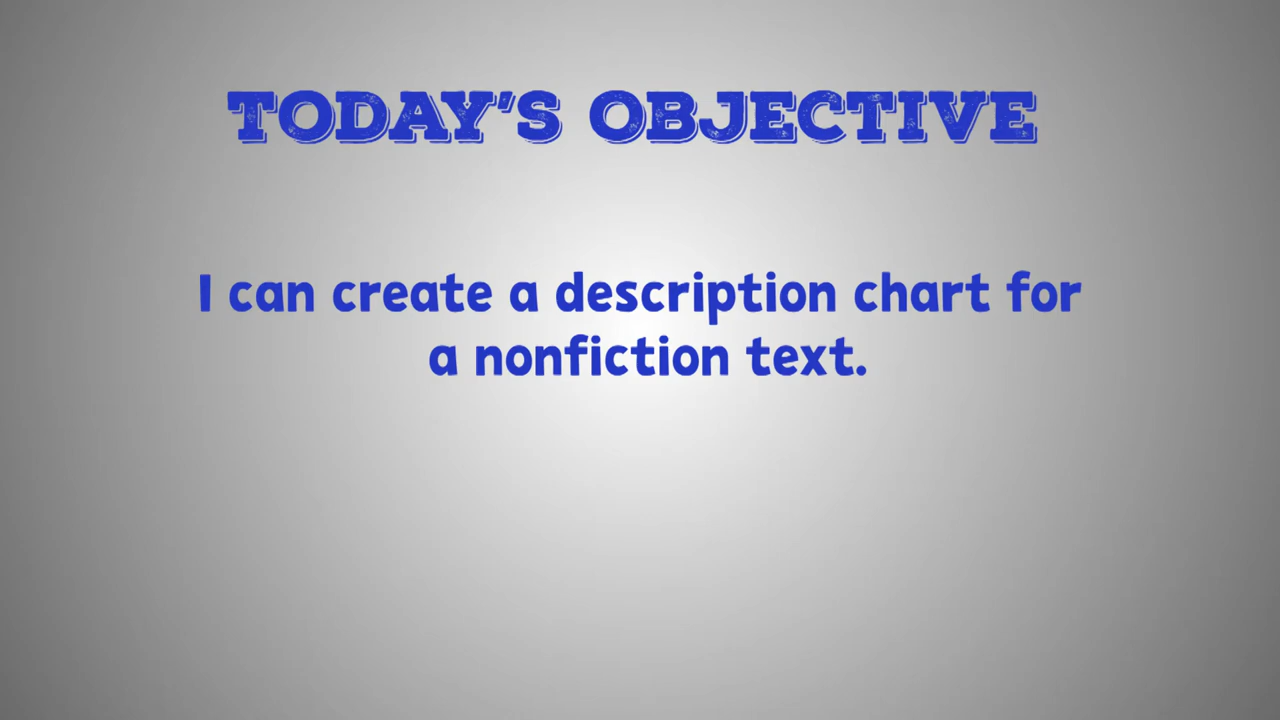 TODAY'S OBJECTIVE
I can create a description chart for
a nonfiction text.